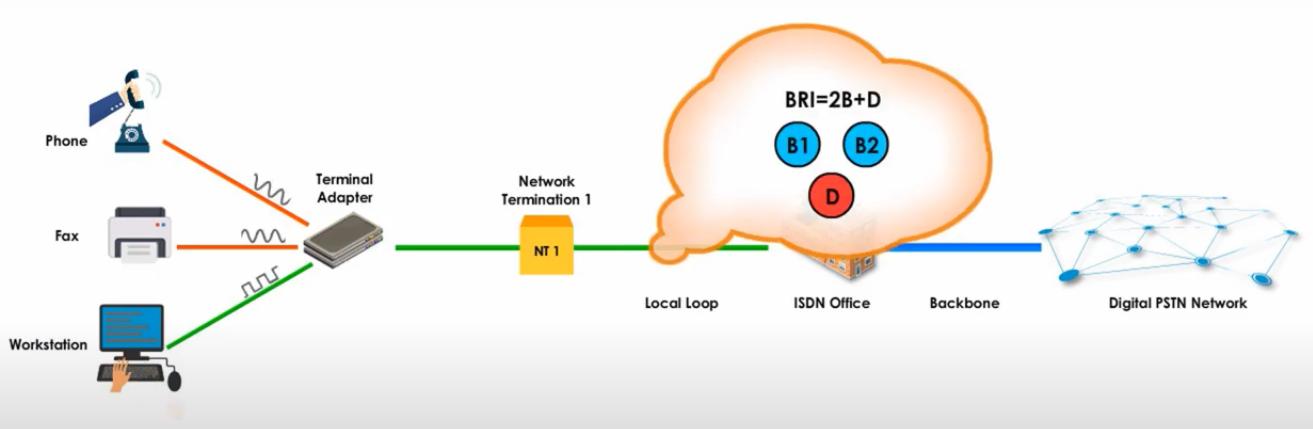 BRI=2B+D
B1
B2
D
Phone
Terminal
Adapter
Network
Termination 1
Fax
NT 1
Local Loop
ISDN Office
Backbone
Digital PSTN Network
Workstation